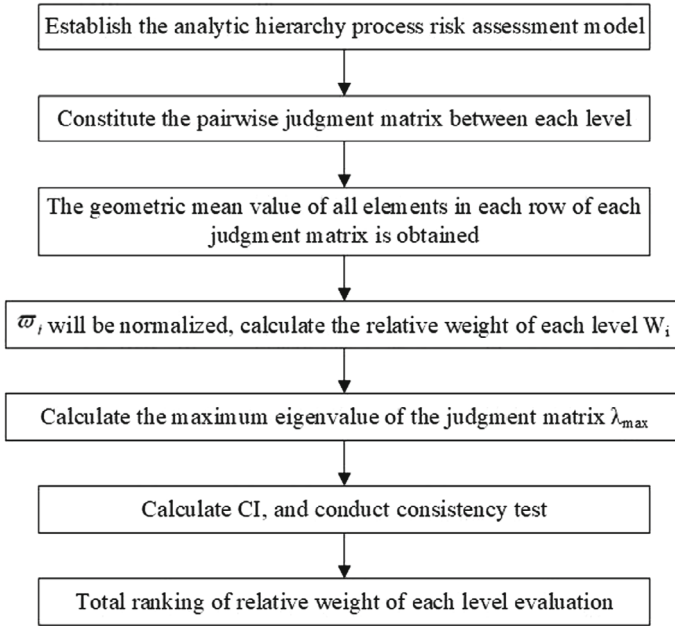 Establish the analytic hierarchy process risk assessment model
Constitute the pairwise judgment matrix between each level
The geometric mean value of all elements in each row of each
judgment matrix is obtained
ϖᵢ will be normalized, calculate the relative weight of each level Wᵢ
Calculate the maximum eigenvalue of the judgment matrix λmax
Calculate CI, and conduct consistency test
Total ranking of relative weight of each level evaluation